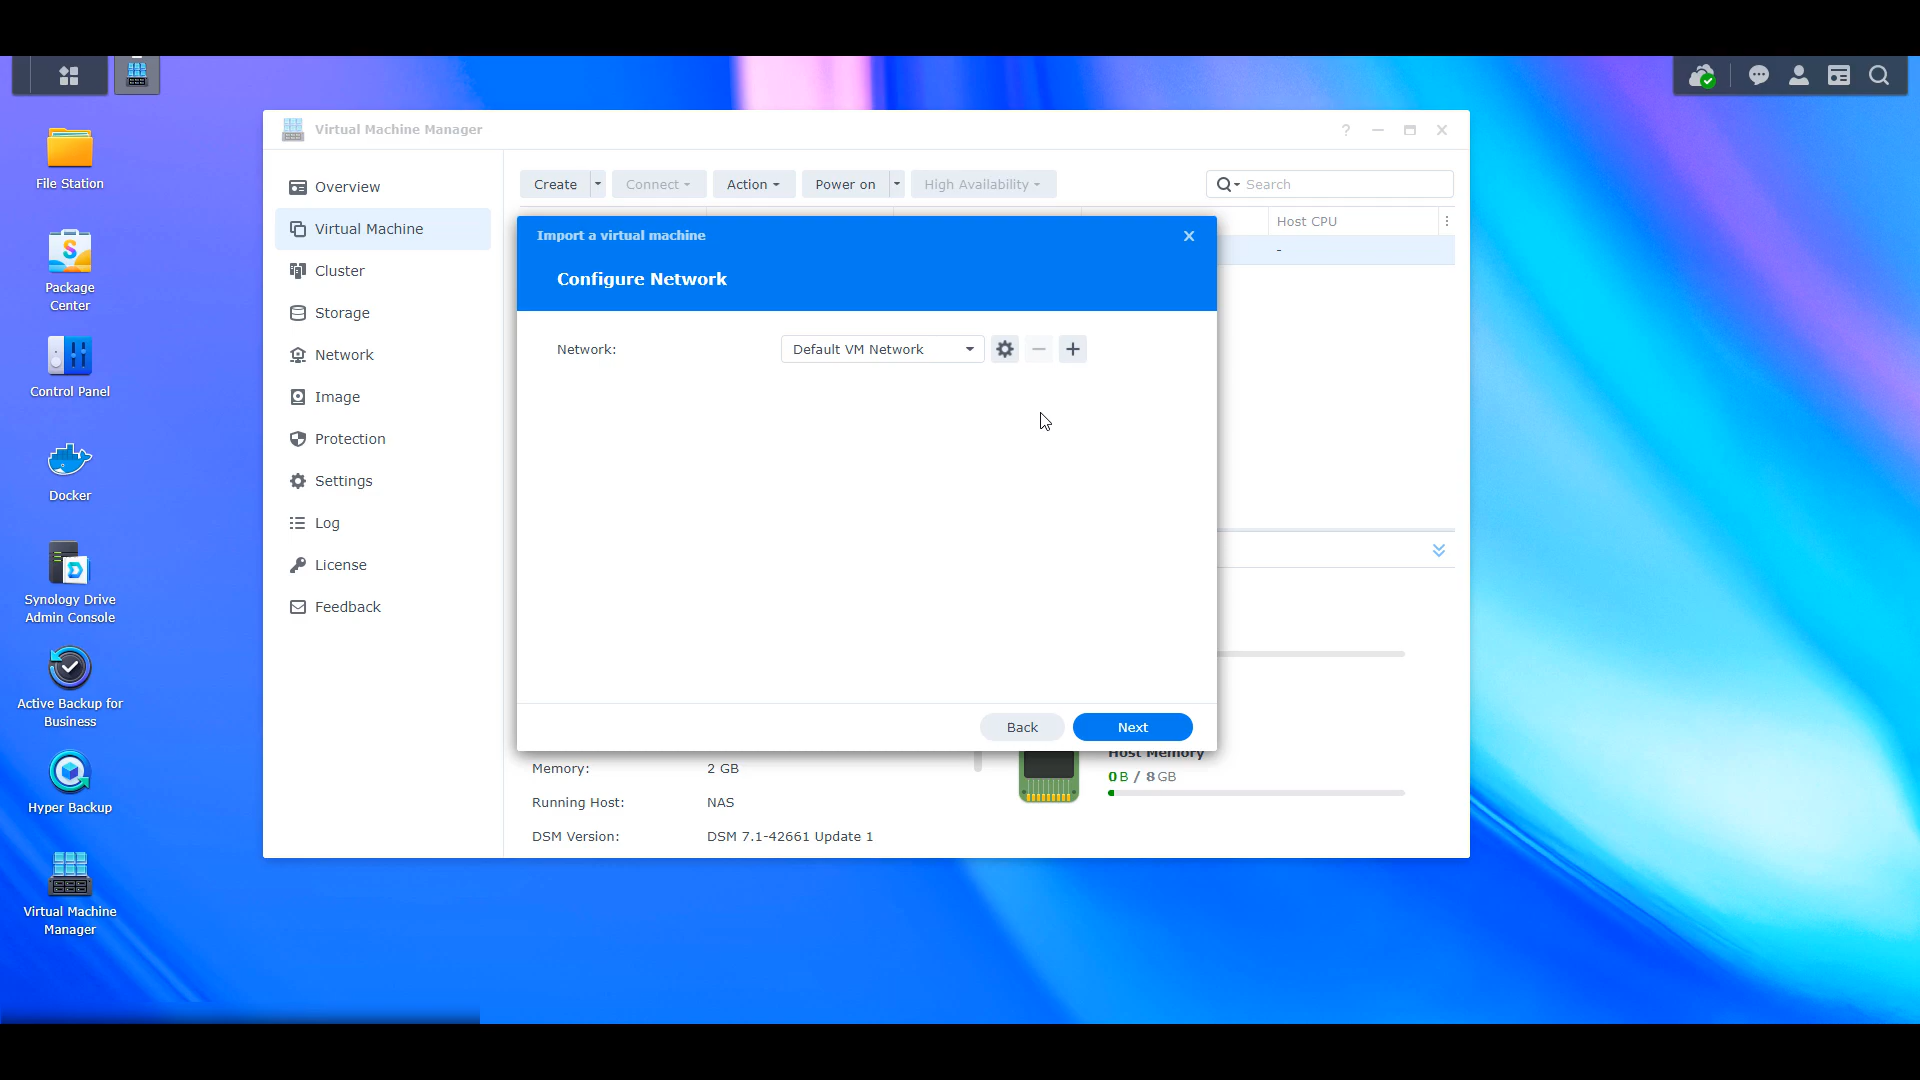 File Station
Package
Center
Control Panel
Docker
Synology Drive
Admin Console
Active Backup for
Business
Hyper Backup
Virtual Machine
Manager
Virtual Machine Manager
?
Overview
Virtual Machine
Cluster
Storage
Network
Image
Protection
Settings
Log
License
Feedback
Create Connect Action Power on High Availability Search
Host CPU
-
Import a virtual machine
Configure Network
Network: Default VM Network
Back Next
Host Memory
0 B / 8 GB
Memory: 2 GB
Running Host: NAS
DSM Version: DSM 7.1-42661 Update 1